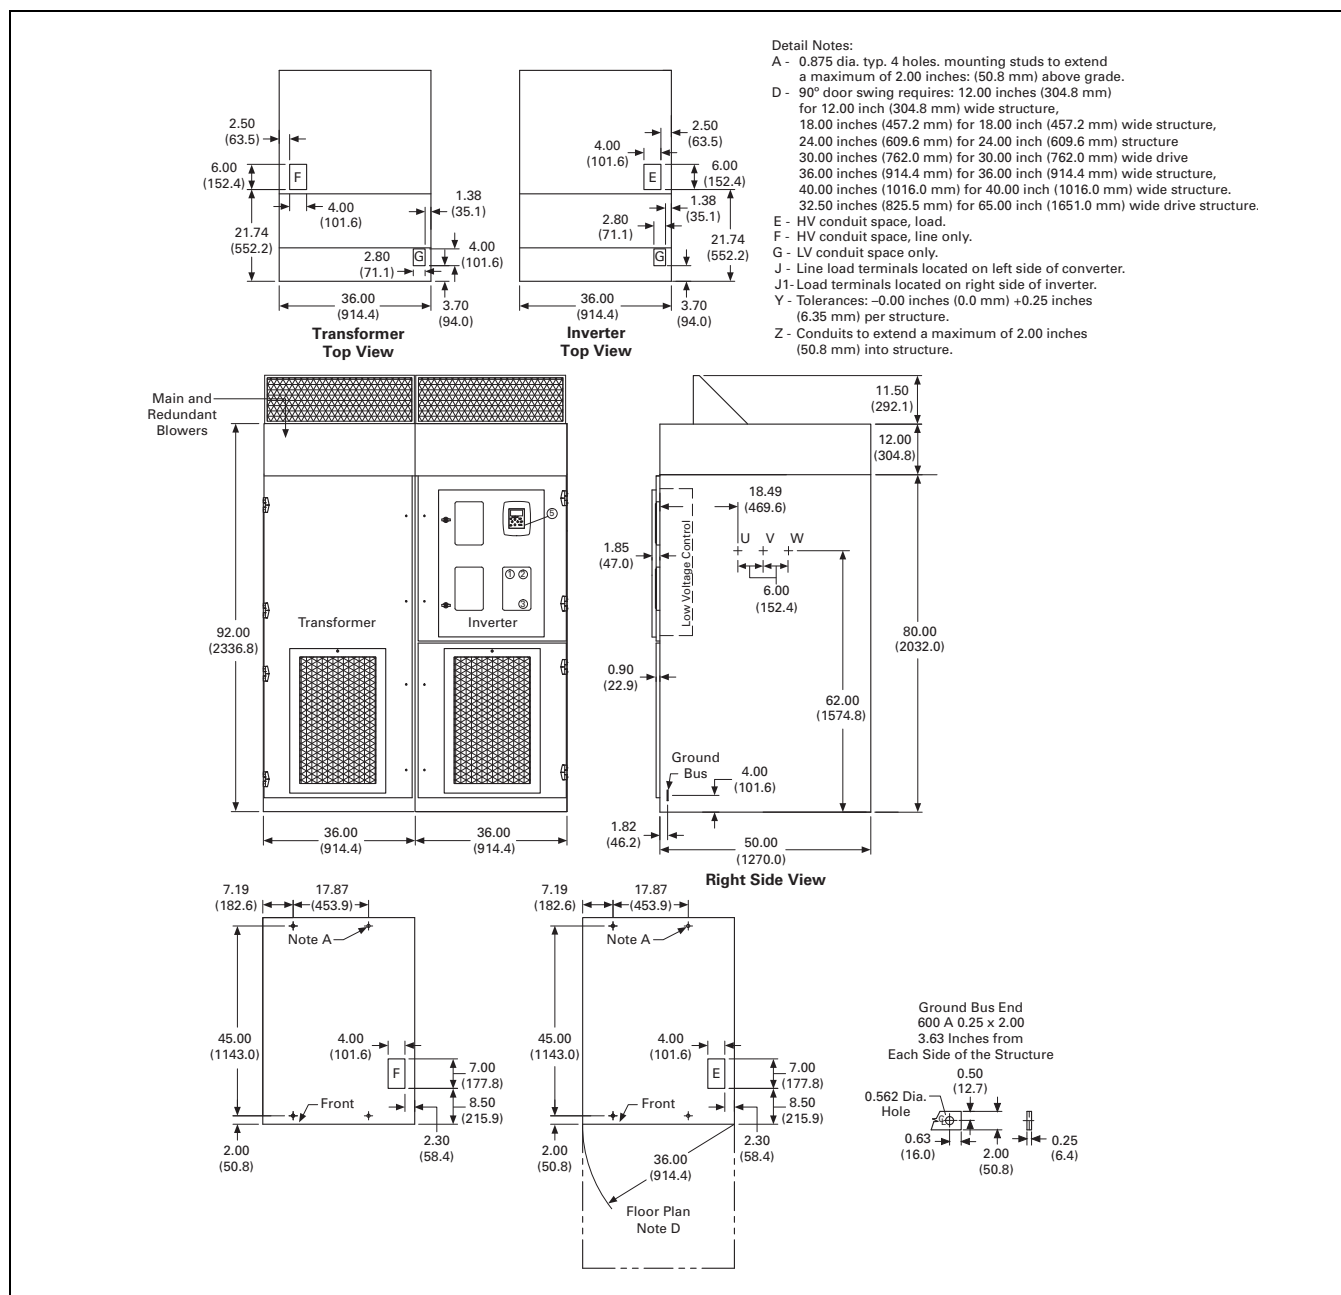 Detail Notes:
A - 0.875 dia. typ. 4 holes. mounting studs to extend
a maximum of 2.00 inches: (50.8 mm) above grade.
D - 90° door swing requires: 12.00 inches (304.8 mm)
for 12.00 inch (304.8 mm) wide structure,
18.00 inches (457.2 mm) for 18.00 inch (457.2 mm) wide structure,
24.00 inches (609.6 mm) for 24.00 inch (609.6 mm) structure
30.00 inches (762.0 mm) for 30.00 inch (762.0 mm) wide drive
36.00 inches (914.4 mm) for 36.00 inch (914.4 mm) wide structure,
40.00 inches (1016.0 mm) for 40.00 inch (1016.0 mm) wide structure.
32.50 inches (825.5 mm) for 65.00 inch (1651.0 mm) wide drive structure.
E - HV conduit space, load.
F - HV conduit space, line only.
G - LV conduit space only.
J - Line load terminals located on left side of converter.
J1- Load terminals located on right side of inverter.
Y - Tolerances: –0.00 inches (0.0 mm) +0.25 inches
(6.35 mm) per structure.
Z - Conduits to extend a maximum of 2.00 inches
(50.8 mm) into structure.
2.50
(63.5)
6.00
(152.4)
F
4.00
(101.6)
1.38
(35.1)
21.74
(552.2)
2.80
(71.1)
G
4.00
(101.6)
36.00
(914.4)
3.70
(94.0)
Transformer
Top View
2.50
(63.5)
4.00
(101.6)
E
6.00
(152.4)
1.38
(35.1)
2.80
(71.1)
G
21.74
(552.2)
36.00
(914.4)
3.70
(94.0)
Inverter
Top View
Main and
Redundant
Blowers
5
1 2
3
Transformer
Inverter
92.00
(2336.8)
36.00
(914.4)
36.00
(914.4)
11.50
(292.1)
12.00
(304.8)
18.49
(469.6)
Low Voltage Control
U V W
1.85
(47.0)
6.00
(152.4)
80.00
(2032.0)
0.90
(22.9)
62.00
(1574.8)
Ground
Bus
4.00
(101.6)
1.82
(46.2)
50.00
(1270.0)
Right Side View
7.19
(182.6)
17.87
(453.9)
Note A
45.00
(1143.0)
4.00
(101.6)
F
7.00
(177.8)
Front
8.50
(215.9)
2.00
(50.8)
2.30
(58.4)
7.19
(182.6)
17.87
(453.9)
Note A
45.00
(1143.0)
4.00
(101.6)
E
7.00
(177.8)
Front
8.50
(215.9)
2.00
(50.8)
2.30
(58.4)
36.00
(914.4)
Floor Plan
Note D
Ground Bus End
600 A 0.25 x 2.00
3.63 Inches from
Each Side of the Structure
0.50
(12.7)
0.562 Dia.
Hole
0.63
(16.0)
2.00
(50.8)
0.25
(6.4)